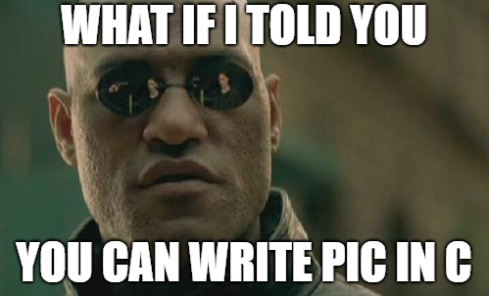 WHAT IF I TOLD YOU
YOU CAN WRITE PIC IN C